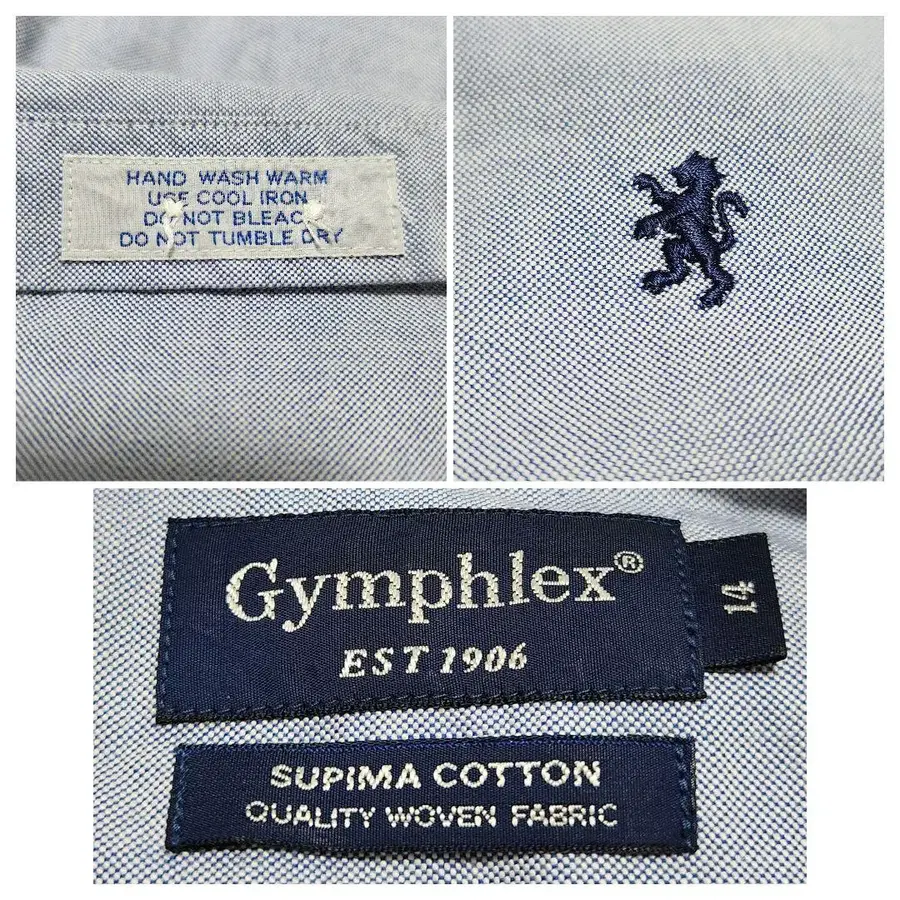 HAND WASH WARM
USE COOL IRON
DO NOT BLEACH
DO NOT TUMBLE DRY
Gymphlex®
EST 1906
14
SUPIMA COTTON
QUALITY WOVEN FABRIC